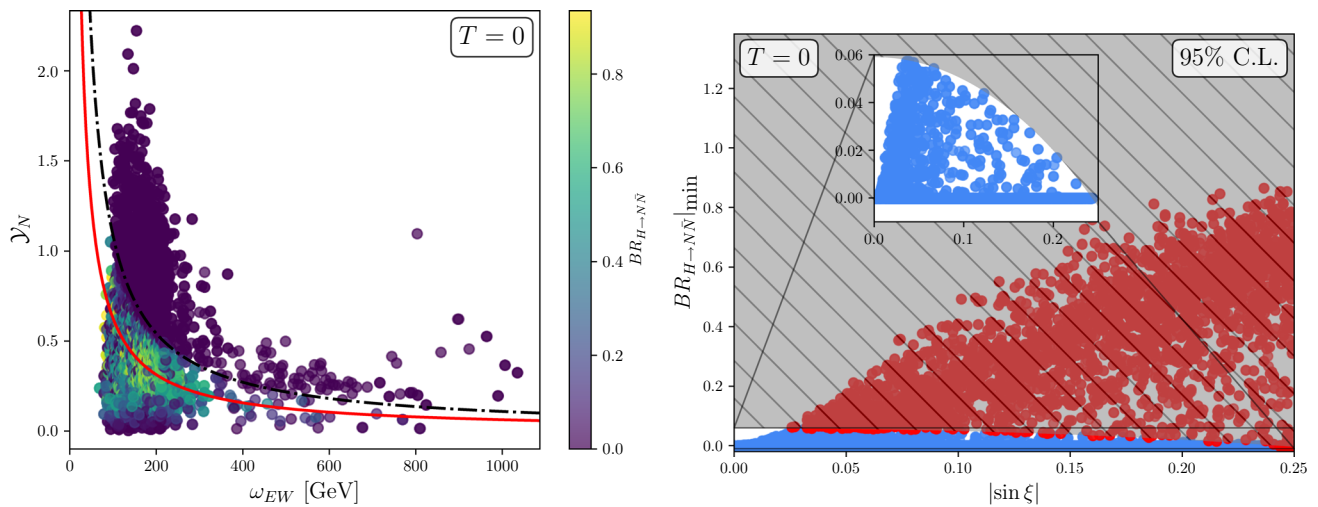 T = 0
2.0
1.5
1.0
0.5
0.0
𝒴_N
0 200 400 600 800 1000
ω_{EW} [GeV]
0.8
0.6
0.4
0.2
0.0
BR_{H→NN̄}
T = 0
95% C.L.
1.2
1.0
0.8
0.6
0.4
0.2
0.0
BR_{H→NN̄}|_{min}
0.00 0.05 0.10 0.15 0.20 0.25
|sin ξ|
0.06
0.04
0.02
0.00
0.0 0.1 0.2